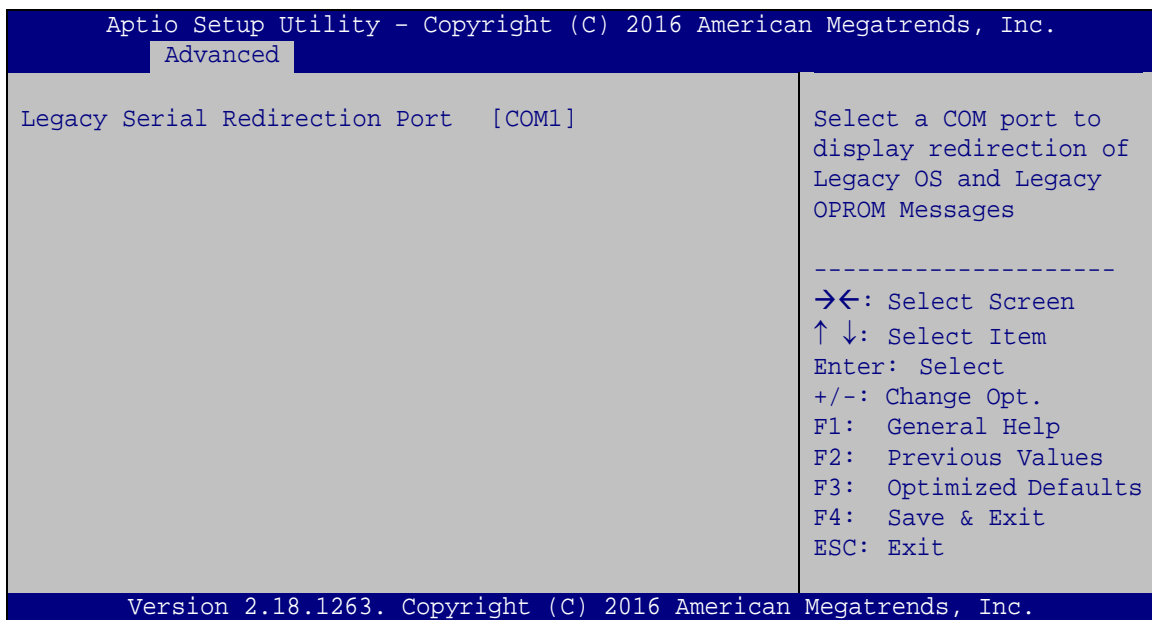 Aptio Setup Utility – Copyright (C) 2016 American Megatrends, Inc.
Advanced
Legacy Serial Redirection Port [COM1]
Select a COM port to
display redirection of
Legacy OS and Legacy
OPROM Messages
---------------------
→←: Select Screen
↑ ↓: Select Item
Enter: Select
+/-: Change Opt.
F1: General Help
F2: Previous Values
F3: Optimized Defaults
F4: Save & Exit
ESC: Exit
Version 2.18.1263. Copyright (C) 2016 American Megatrends, Inc.